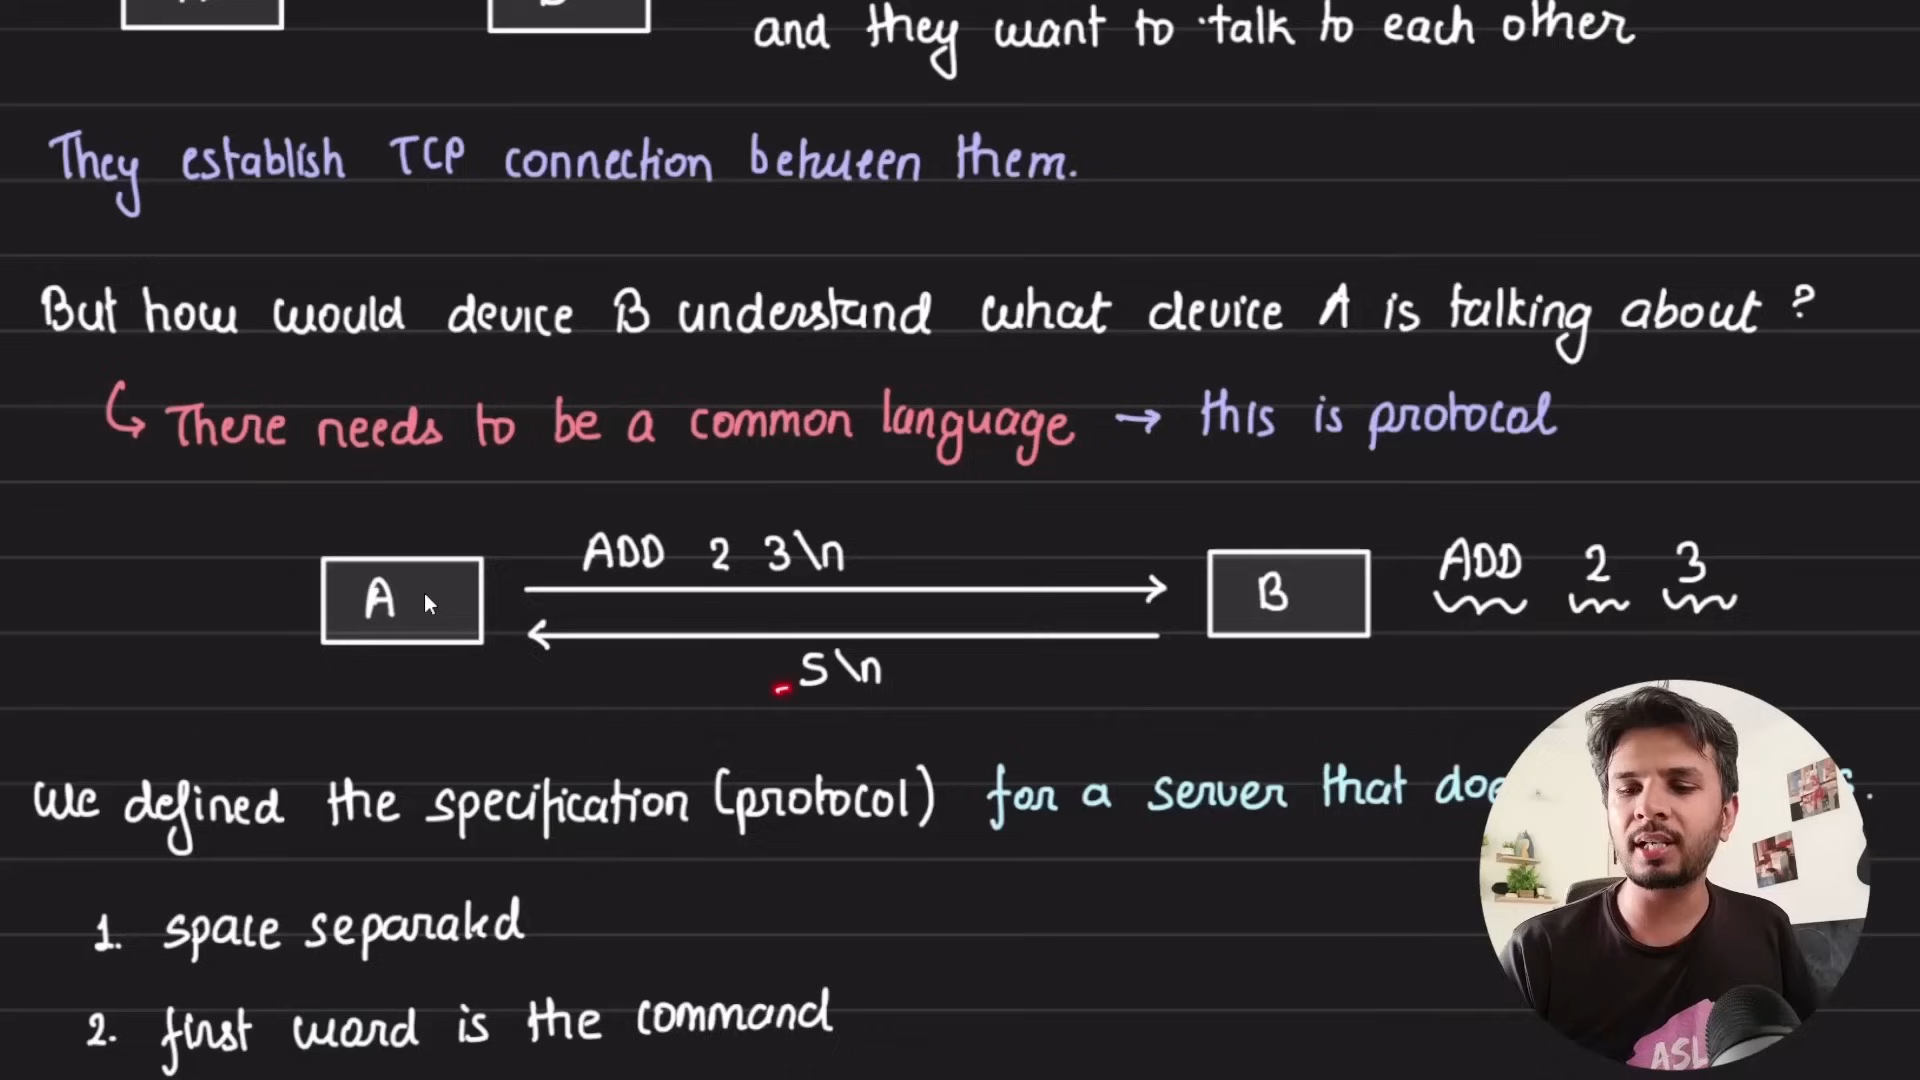 and they want to talk to each other
They establish TCP connection between them.
But how would device B understand what device A is talking about ?
There needs to be a common language → this is protocol
ADD 2 3\n
A
B
ADD 2 3
5\n
We defined the specification (protocol) for a server that
1. space separated
2. first word is the command
ASL